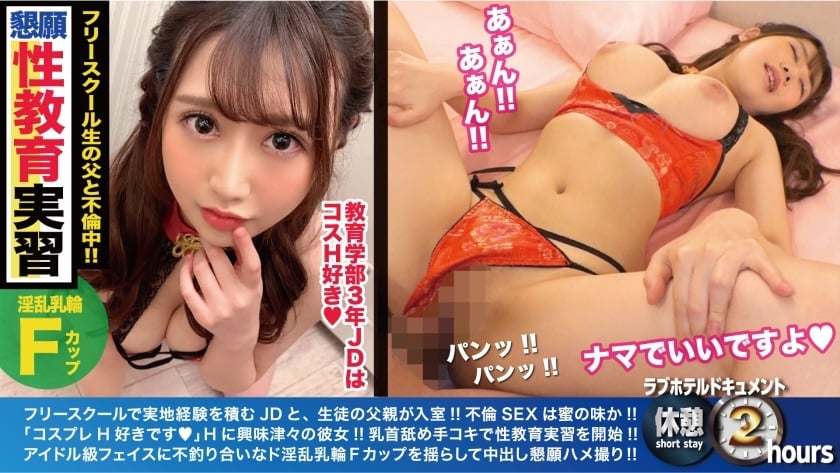 懇願
性教育実習
フリースクール生の父と不倫中!!
淫乱乳輪
Fカップ
教育学部3年JDは
コスH好き♥
あぁん!!
あぁん!!
パンッ!!
パンッ!!
ナマでいいですよ♥
ラブホテルドキュメント
休憩
short stay
2
hours
フリースクールで実地経験を積むJDと、生徒の父親が入室!!不倫SEXは蜜の味か!!
「コスプレH好きです♥」Hに興味津々の彼女!!乳首舐め手コキで性教育実習を開始!!
アイドル級フェイスに不釣り合いなド淫乱乳輪Fカップを揺らして中出し懇願ハメ撮り!!